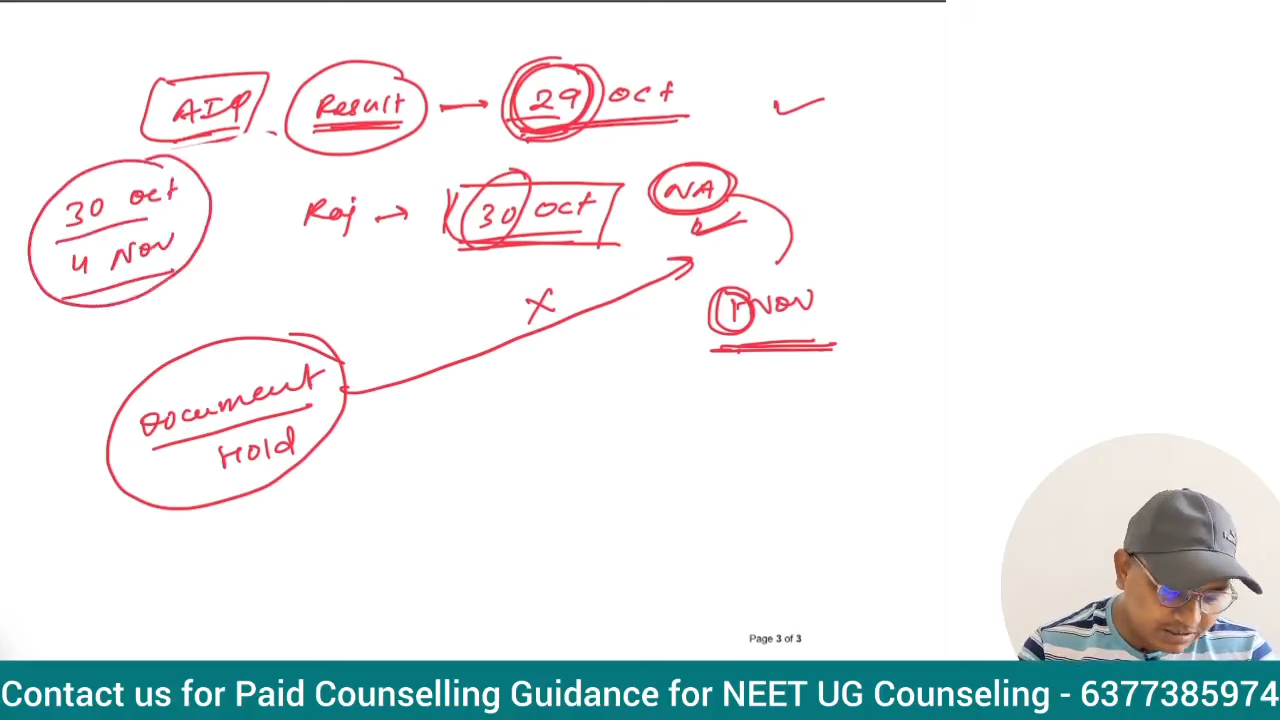 AIQ Result → 29 Oct
30 Oct
4 Nov
Raj → 30 Oct NA
1 Nov
Document
Hold
Page 3 of 3
Contact us for Paid Counselling Guidance for NEET UG Counseling - 6377385974